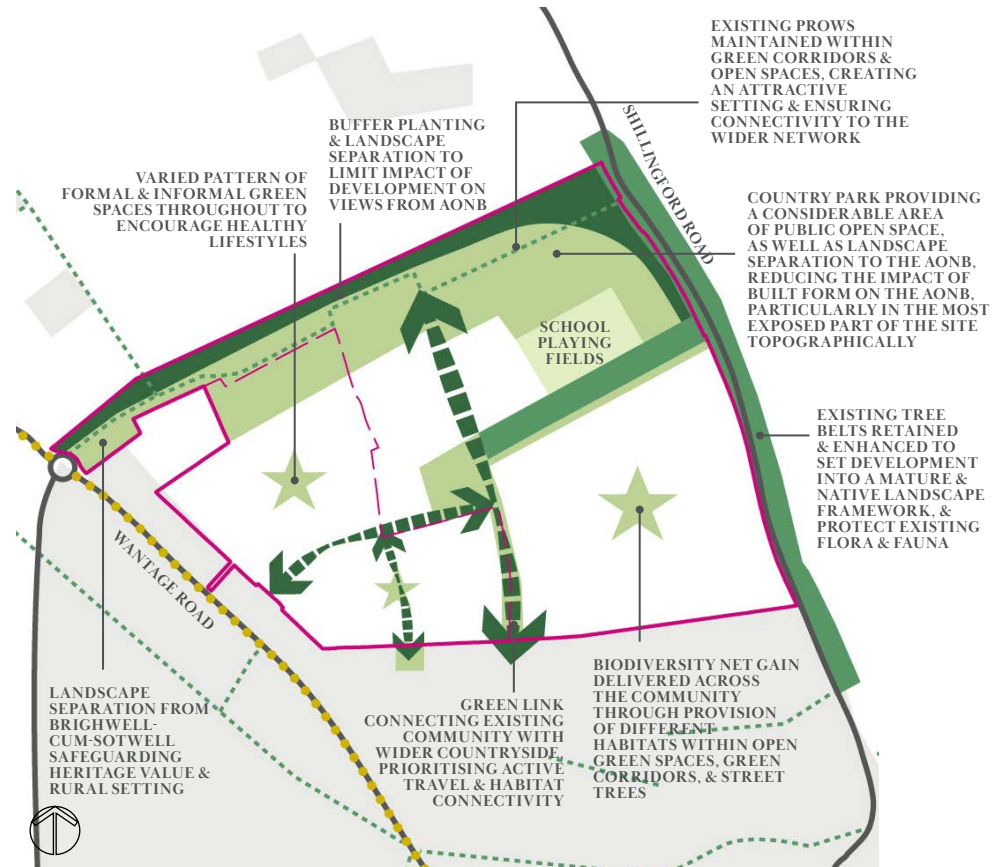 EXISTING PROWS
MAINTAINED WITHIN
GREEN CORRIDORS &
OPEN SPACES, CREATING
AN ATTRACTIVE
SETTING & ENSURING
CONNECTIVITY TO THE
WIDER NETWORK
BUFFER PLANTING
& LANDSCAPE
SEPARATION TO
LIMIT IMPACT OF
DEVELOPMENT ON
VIEWS FROM AONB
SHILLINGFORD ROAD
VARIED PATTERN OF
FORMAL & INFORMAL GREEN
SPACES THROUGHOUT TO
ENCOURAGE HEALTHY
LIFESTYLES
COUNTRY PARK PROVIDING
A CONSIDERABLE AREA
OF PUBLIC OPEN SPACE,
AS WELL AS LANDSCAPE
SEPARATION TO THE AONB,
REDUCING THE IMPACT OF
BUILT FORM ON THE AONB,
PARTICULARLY IN THE MOST
EXPOSED PART OF THE SITE
TOPOGRAPHICALLY
SCHOOL
PLAYING
FIELDS
EXISTING TREE
BELTS RETAINED
& ENHANCED TO
SET DEVELOPMENT
INTO A MATURE &
NATIVE LANDSCAPE
FRAMEWORK, &
PROTECT EXISTING
FLORA & FAUNA
WANTAGE ROAD
LANDSCAPE
SEPARATION FROM
BRIGHWELL-
CUM-SOTWELL
SAFEGUARDING
HERITAGE VALUE &
RURAL SETTING
GREEN LINK
CONNECTING EXISTING
COMMUNITY WITH
WIDER COUNTRYSIDE,
PRIORITISING ACTIVE
TRAVEL & HABITAT
CONNECTIVITY
BIODIVERSITY NET GAIN
DELIVERED ACROSS
THE COMMUNITY
THROUGH PROVISION
OF DIFFERENT
HABITATS WITHIN OPEN
GREEN SPACES, GREEN
CORRIDORS, & STREET
TREES